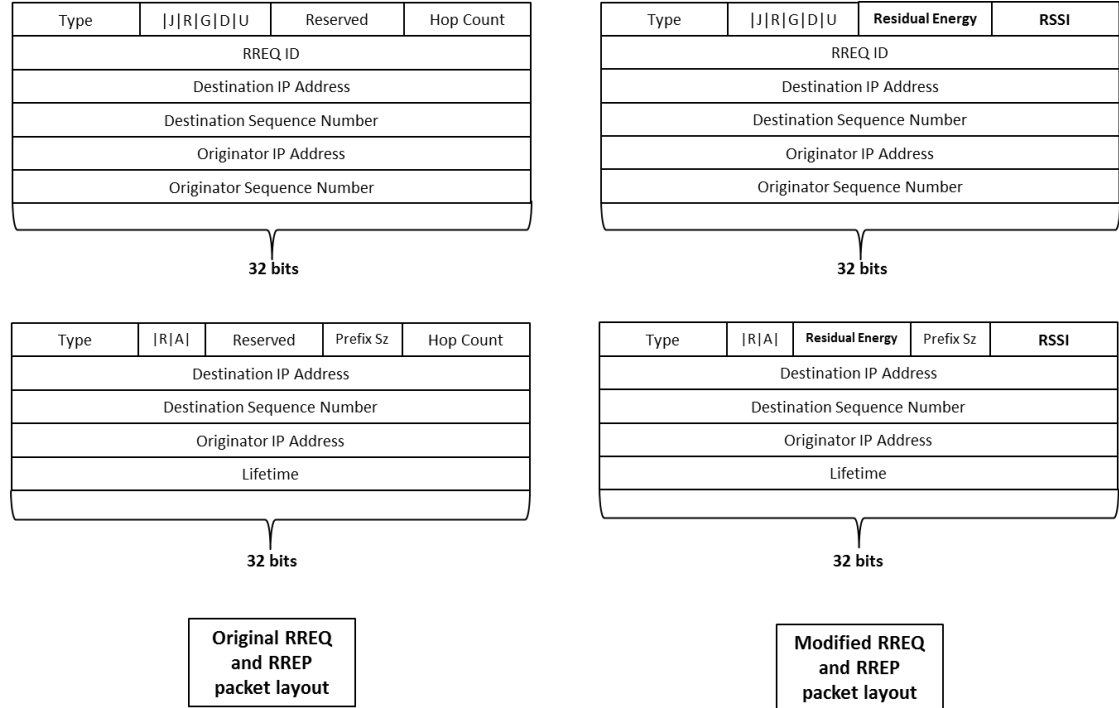 Type |J|R|G|D|U Reserved Hop Count
RREQ ID
Destination IP Address
Destination Sequence Number
Originator IP Address
Originator Sequence Number
32 bits
Type |J|R|G|D|U Residual Energy RSSI
RREQ ID
Destination IP Address
Destination Sequence Number
Originator IP Address
Originator Sequence Number
32 bits
Type |R|A| Reserved Prefix Sz Hop Count
Destination IP Address
Destination Sequence Number
Originator IP Address
Lifetime
32 bits
Type |R|A| Residual Energy Prefix Sz RSSI
Destination IP Address
Destination Sequence Number
Originator IP Address
Lifetime
32 bits
Original RREQ
and RREP
packet layout
Modified RREQ
and RREP
packet layout